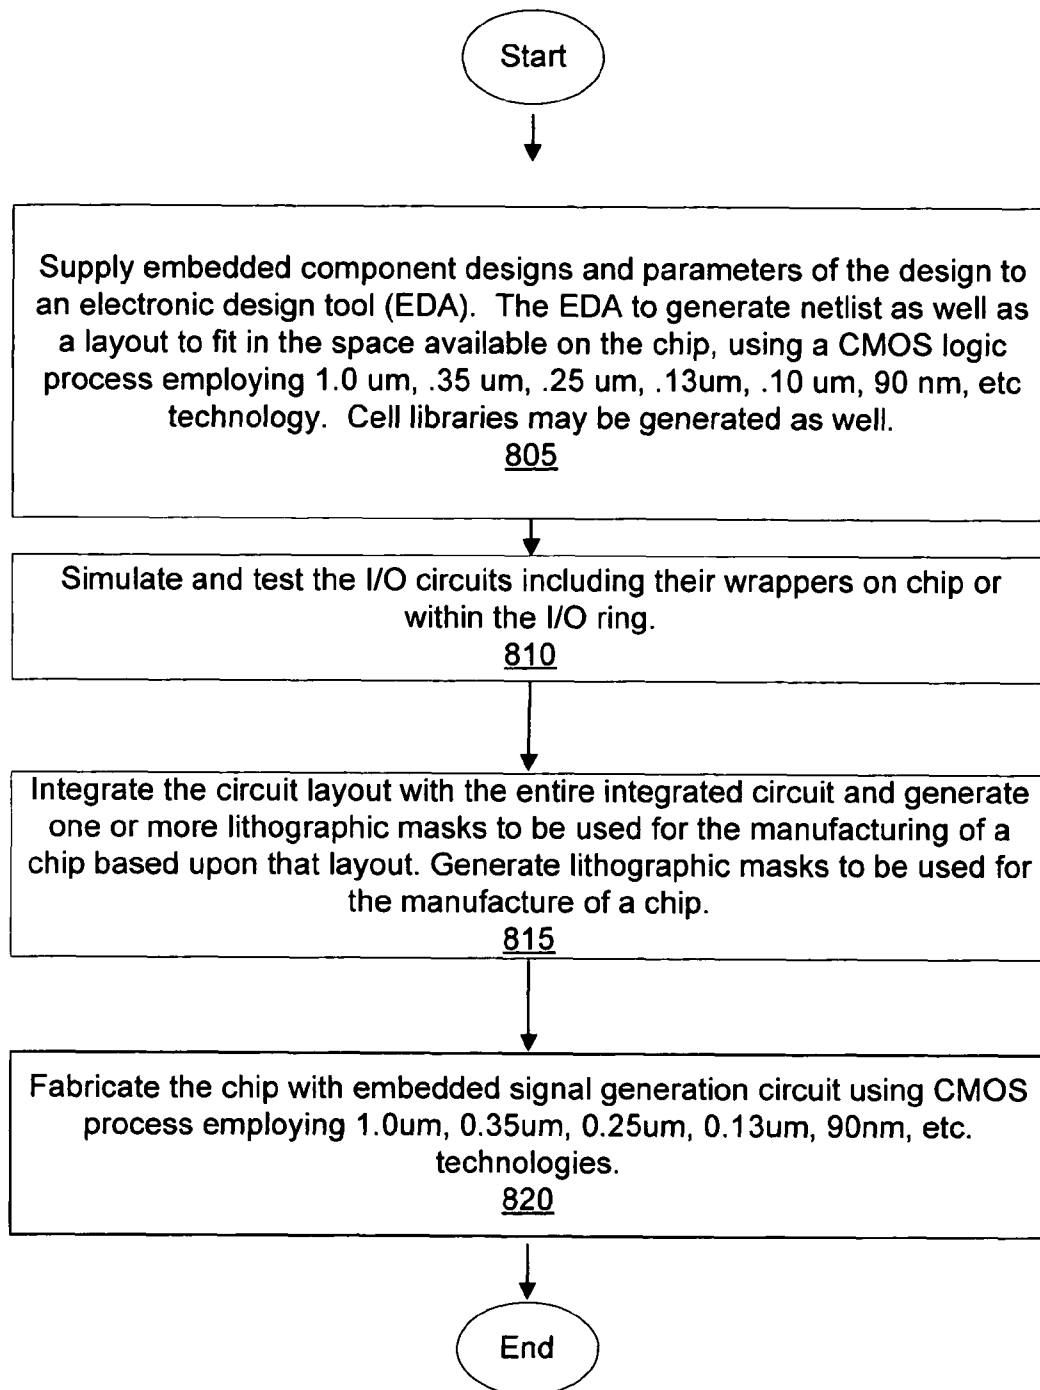 Start
Supply embedded component designs and parameters of the design to
an electronic design tool (EDA). The EDA to generate netlist as well as
a layout to fit in the space available on the chip, using a CMOS logic
process employing 1.0 um, .35 um, .25 um, .13um, .10 um, 90 nm, etc
technology. Cell libraries may be generated as well.
805
Simulate and test the I/O circuits including their wrappers on chip or
within the I/O ring.
810
Integrate the circuit layout with the entire integrated circuit and generate
one or more lithographic masks to be used for the manufacturing of a
chip based upon that layout. Generate lithographic masks to be used for
the manufacture of a chip.
815
Fabricate the chip with embedded signal generation circuit using CMOS
process employing 1.0um, 0.35um, 0.25um, 0.13um, 90nm, etc.
technologies.
820
End